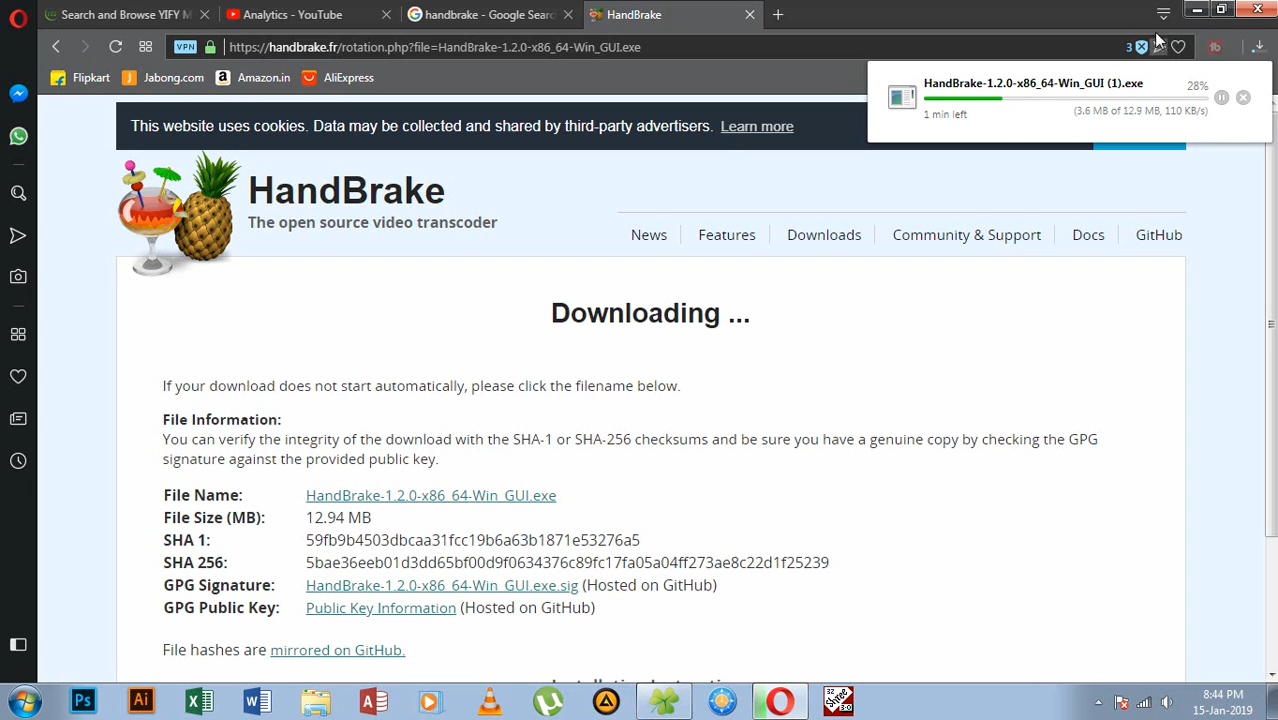 Search and Browse YIFY M
Analytics - YouTube
handbrake - Google Searc
HandBrake
VPN
https://handbrake.fr/rotation.php?file=HandBrake-1.2.0-x86_64-Win_GUI.exe
3
Flipkart
Jabong.com
Amazon.in
AliExpress
HandBrake-1.2.0-x86_64-Win_GUI (1).exe
28%
1 min left
(3.6 MB of 12.9 MB, 110 KB/s)
This website uses cookies. Data may be collected and shared by third-party advertisers. Learn more
HandBrake
The open source video transcoder
News
Features
Downloads
Community & Support
Docs
GitHub
Downloading ...
If your download does not start automatically, please click the filename below.
File Information:
You can verify the integrity of the download with the SHA-1 or SHA-256 checksums and be sure you have a genuine copy by checking the GPG
signature against the provided public key.
File Name: HandBrake-1.2.0-x86_64-Win_GUI.exe
File Size (MB): 12.94 MB
SHA 1: 59fb9b4503dbcaa31fcc19b6a63b1871e53276a5
SHA 256: 5bae36eeb01d3dd65bf00d9f0634376c89fc17fa05a04ff273ae8c22d1f25239
GPG Signature: HandBrake-1.2.0-x86_64-Win_GUI.exe.sig (Hosted on GitHub)
GPG Public Key: Public Key Information (Hosted on GitHub)
File hashes are mirrored on GitHub.
Ps
Ai
8:44 PM
15-Jan-2019